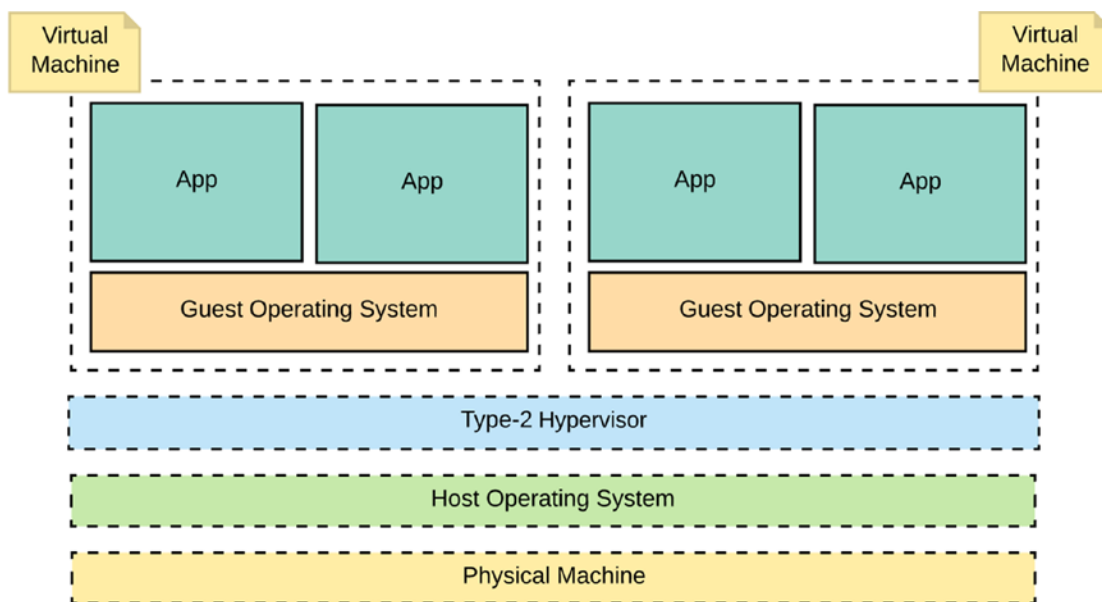 Virtual
Machine
Virtual
Machine
App
App
App
App
Guest Operating System
Guest Operating System
Type-2 Hypervisor
Host Operating System
Physical Machine